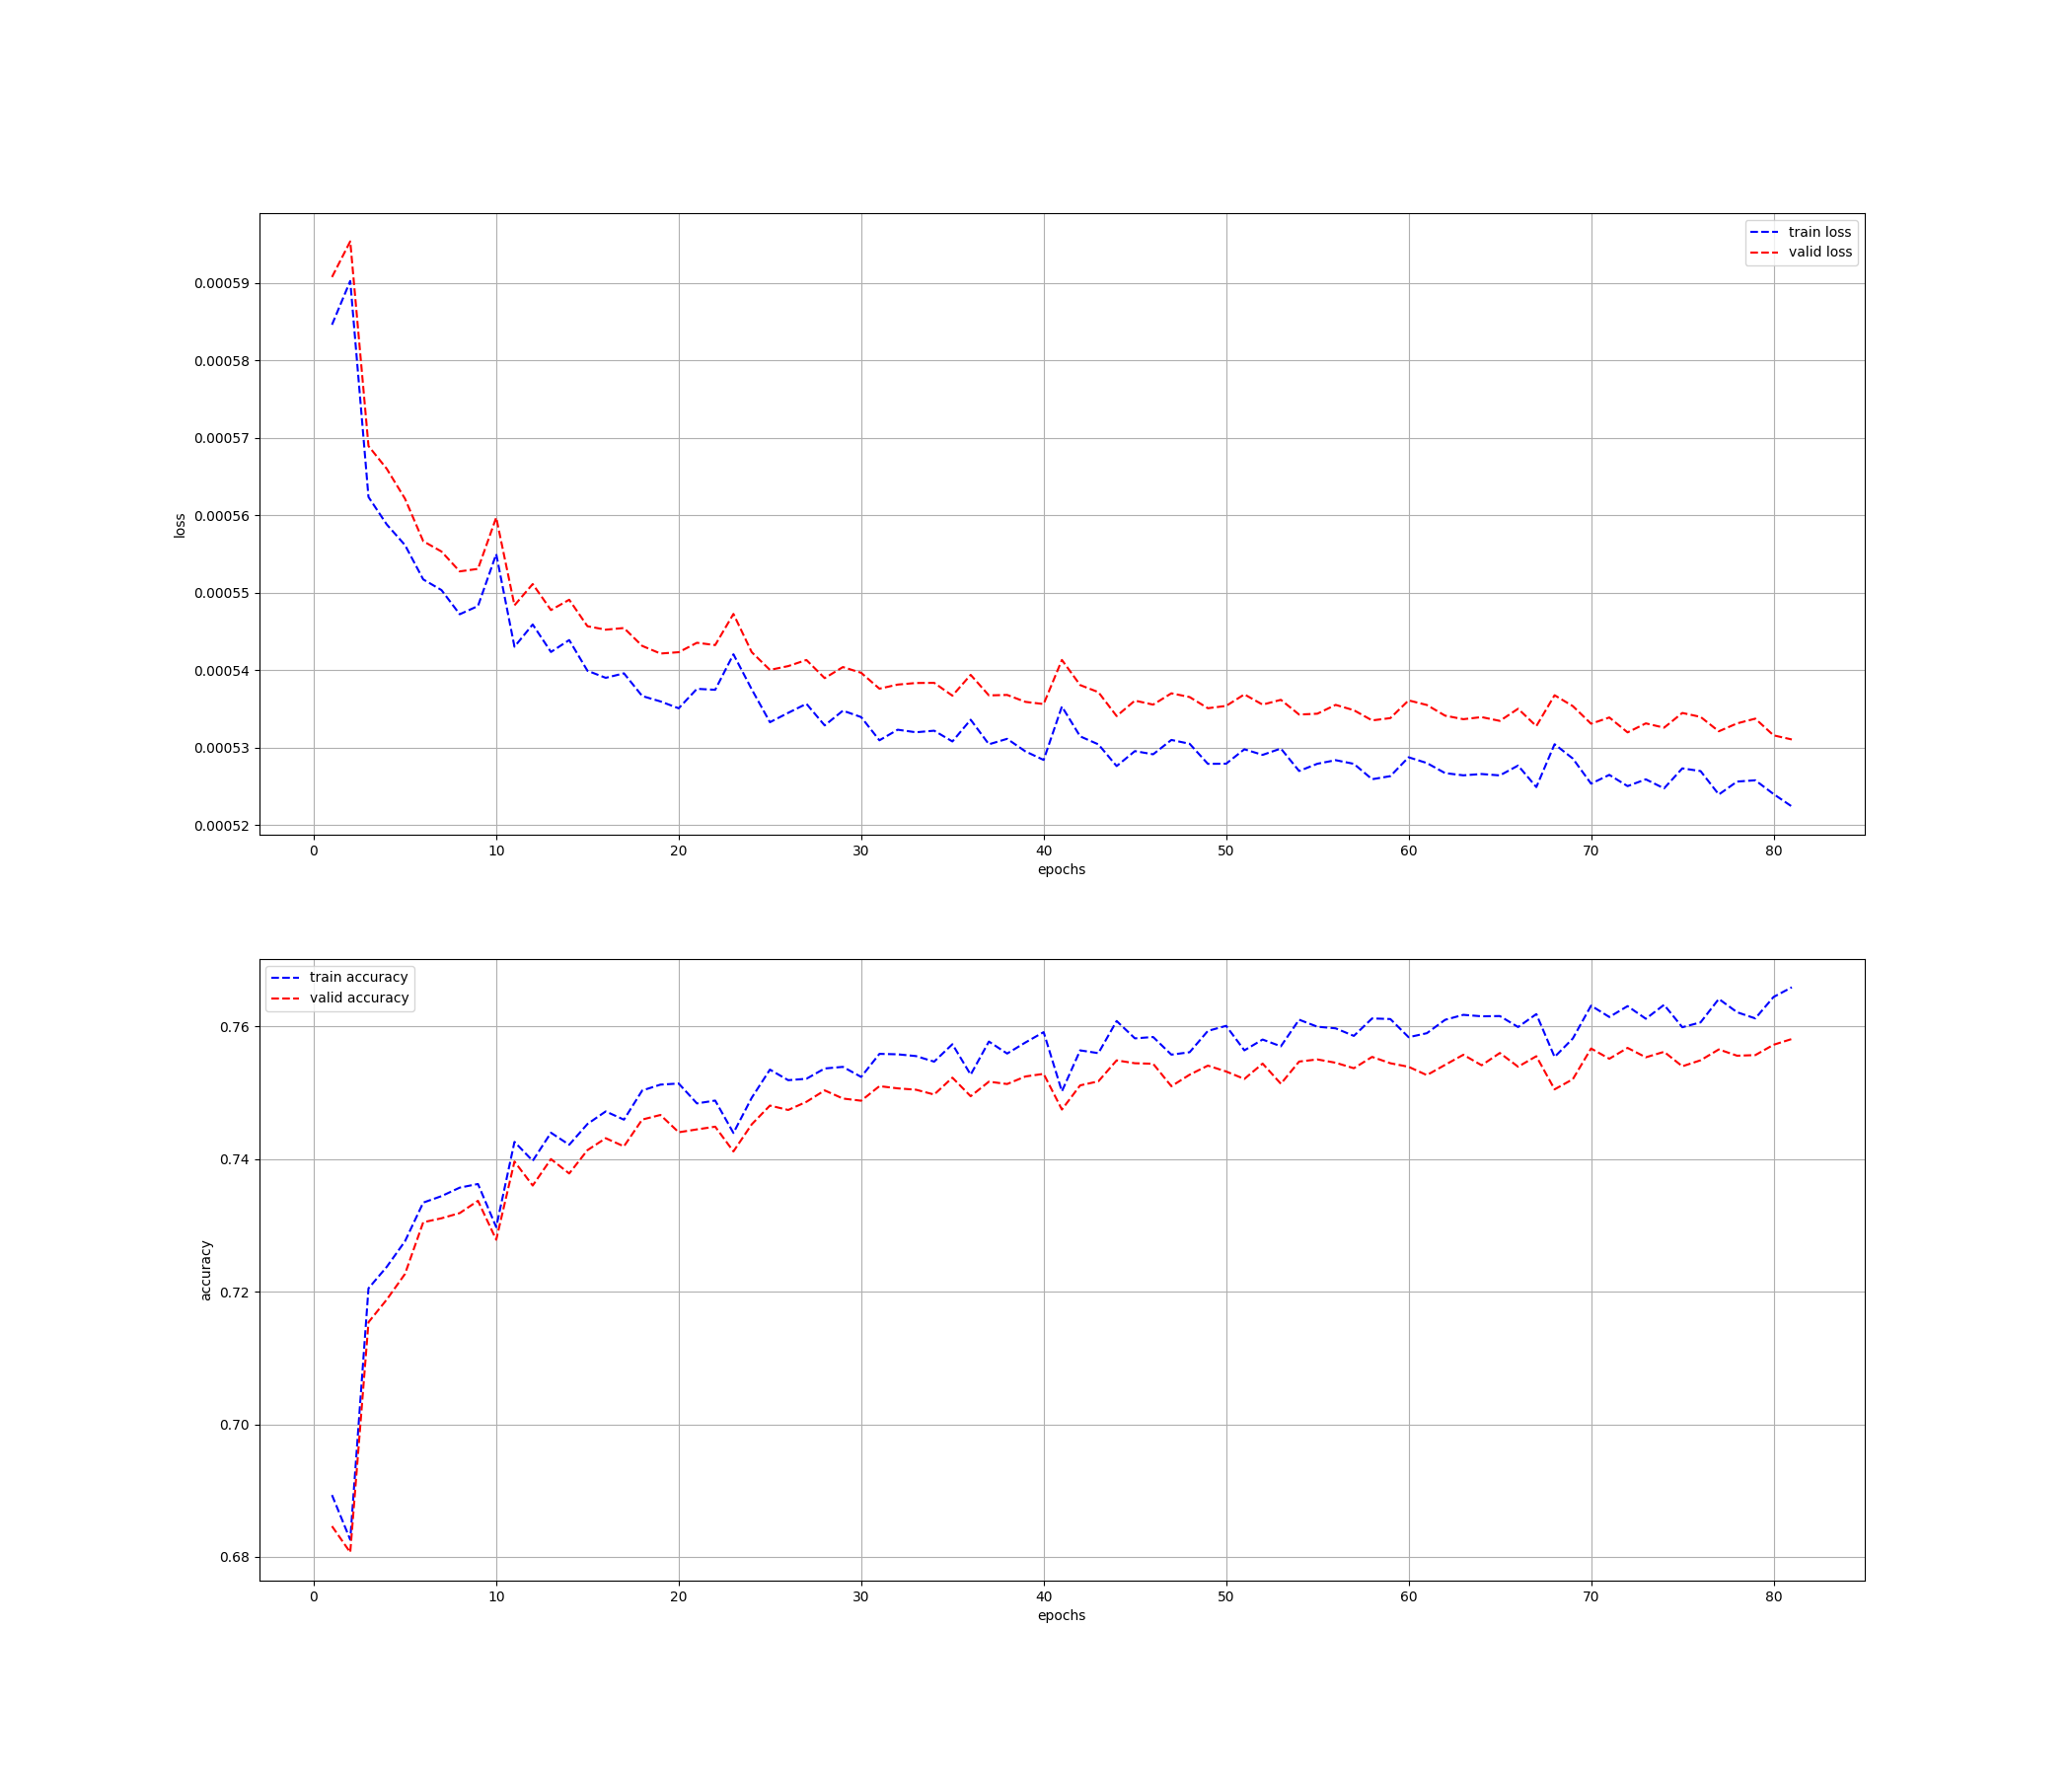 train loss
valid loss
0.00059
0.00058
0.00057
0.00056
0.00055
0.00054
0.00053
0.00052
loss
0 10 20 30 40 50 60 70 80
epochs
train accuracy
valid accuracy
0.76
0.74
0.72
0.70
0.68
accuracy
0 10 20 30 40 50 60 70 80
epochs